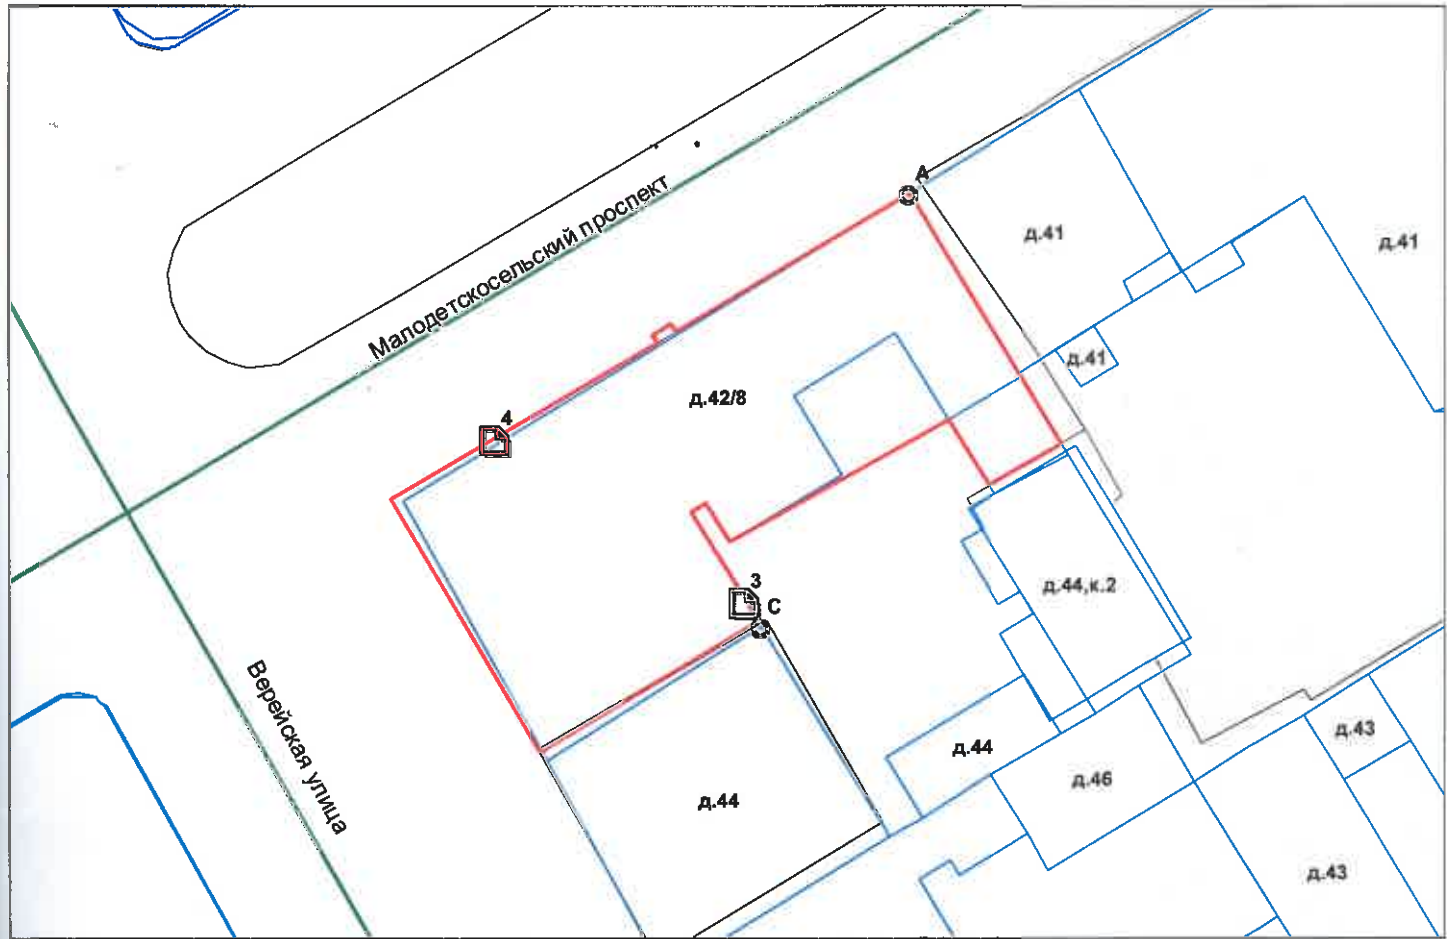 А
Малодетскосельский проспект
д.41
д.41
д.41
д.42/8
4
3
С
д.44,к.2
Верейская улица
д.44
д.43
д.46
д.44
д.43